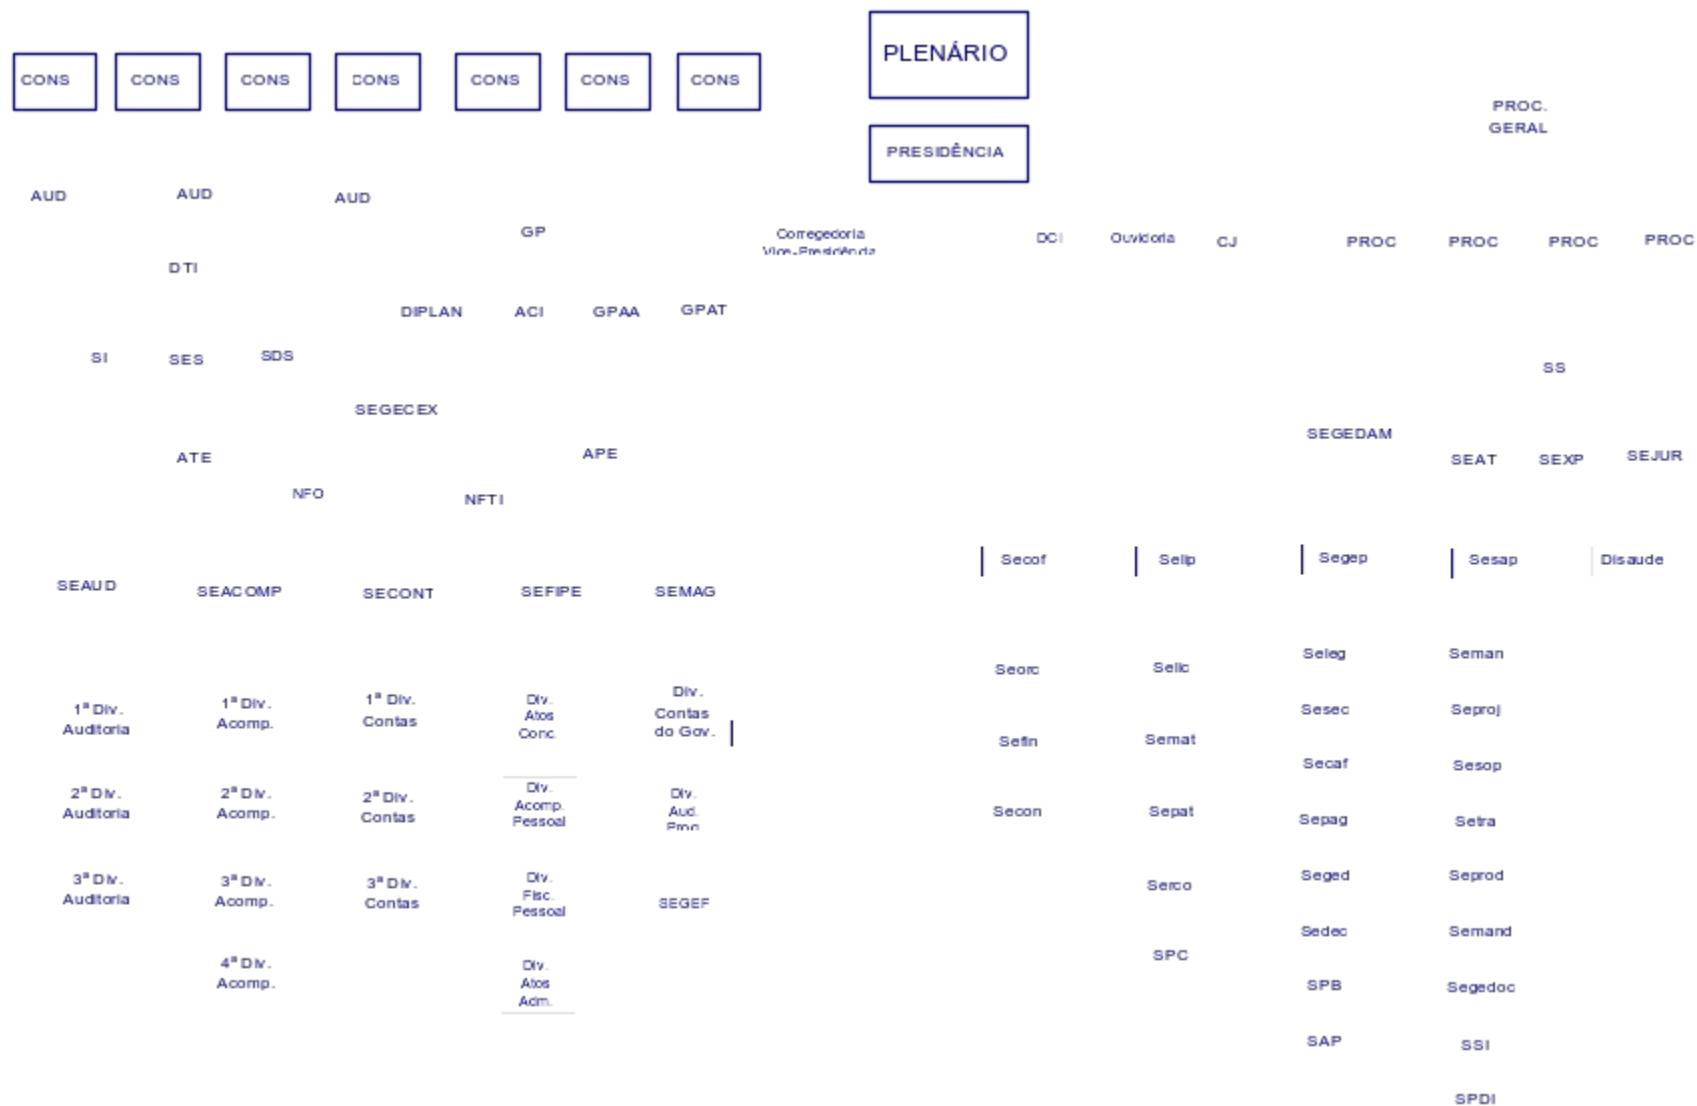 PLENÁRIO
CONS CONS CONS CONS CONS CONS CONS
PROC.
GERAL
PRESIDÊNCIA
AUD AUD AUD
GP
Corregedoria
Vice-Presidência
DCI Ouvidoria CJ PROC PROC PROC PROC
DTI
DIPLAN ACI GPAA GPAT
SI SES SDS
SS
SEGECEX
SEGEDAM
ATE APE
SEAT SEXP SEJUR
NFO NFTI
Secof Selip Segep Sesap Disaude
SEAUD SEACOMP SECONT SEFIPE SEMAG
1ª Div.
Auditoria
1ª Div.
Acomp.
1ª Div.
Contas
Div.
Atos
Conc.
Div.
Contas
do Gov.
2ª Div.
Auditoria
2ª Div.
Acomp.
2ª Div.
Contas
Div.
Acomp.
Pessoal
Div.
Aud.
Prog.
3ª Div.
Auditoria
3ª Div.
Acomp.
3ª Div.
Contas
Div.
Fisc.
Pessoal
SEGEF
4ª Div.
Acomp.
Div.
Atos
Adm.
Seorc
Sefin
Secon
Selic
Semat
Sepat
Serco
SPC
Seleg
Sesec
Secaf
Sepag
Seged
Sedec
SPB
SAP
Seman
Seproj
Sesop
Setra
Seprod
Semand
Segedoc
SSI
SPDI